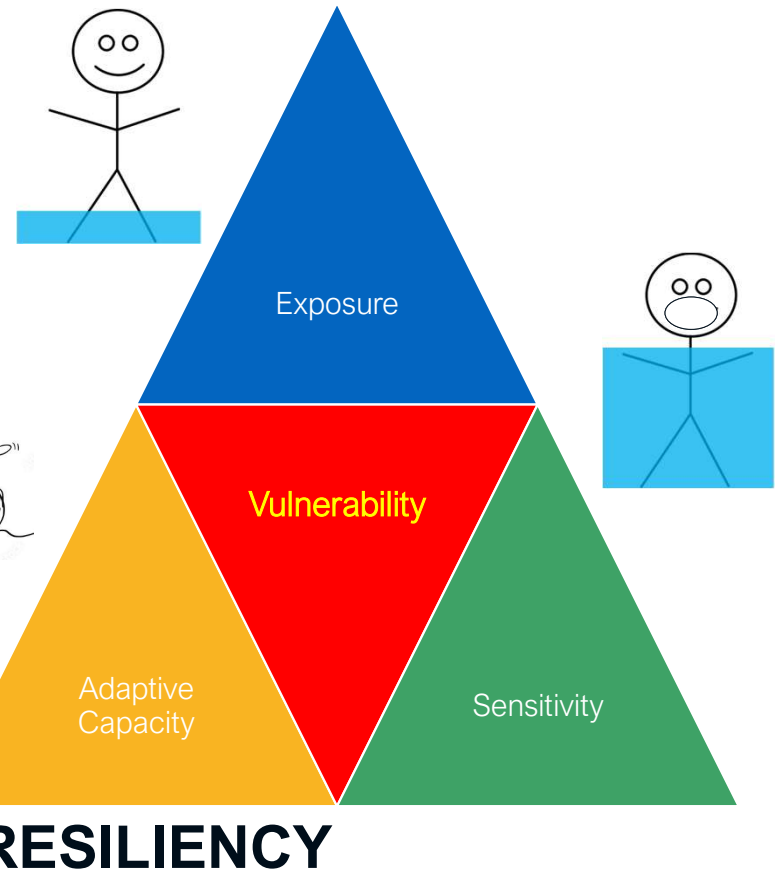 Exposure
Vulnerability
Adaptive
Capacity
Sensitivity
RESILIENCY